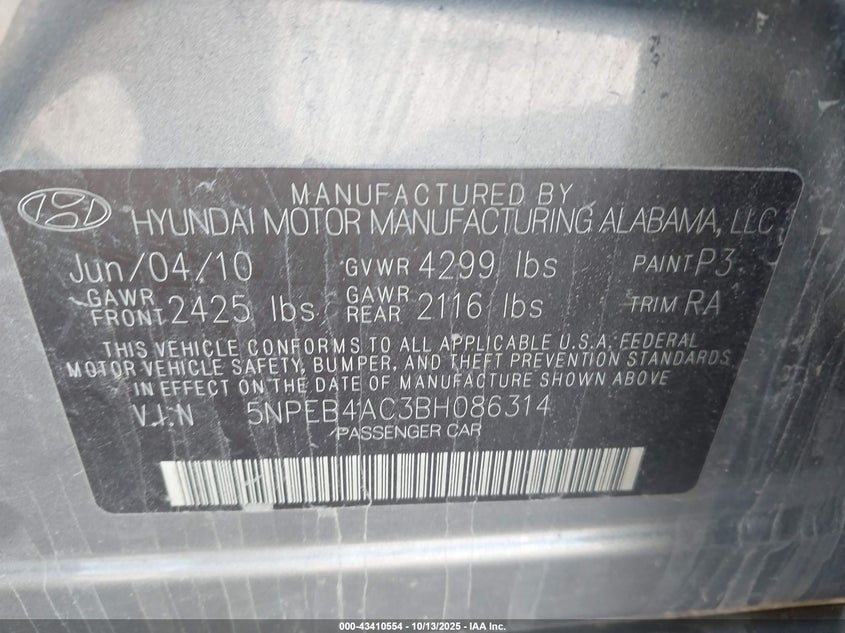 MANUFACTURED BY
HYUNDAI MOTOR MANUFACTURING ALABAMA, LLC
Jun/04/10 GVWR 4299 lbs PAINT P3
GAWR FRONT 2425 lbs GAWR REAR 2116 lbs TRIM RA
THIS VEHICLE CONFORMS TO ALL APPLICABLE U.S.A. FEDERAL
MOTOR VEHICLE SAFETY, BUMPER, AND THEFT PREVENTION STANDARDS
IN EFFECT ON THE DATE OF MANUFACTURE SHOWN ABOVE
V.I.N 5NPEB4AC3BH086314
PASSENGER CAR
000-43410554 - 10/13/2025 - IAA Inc.